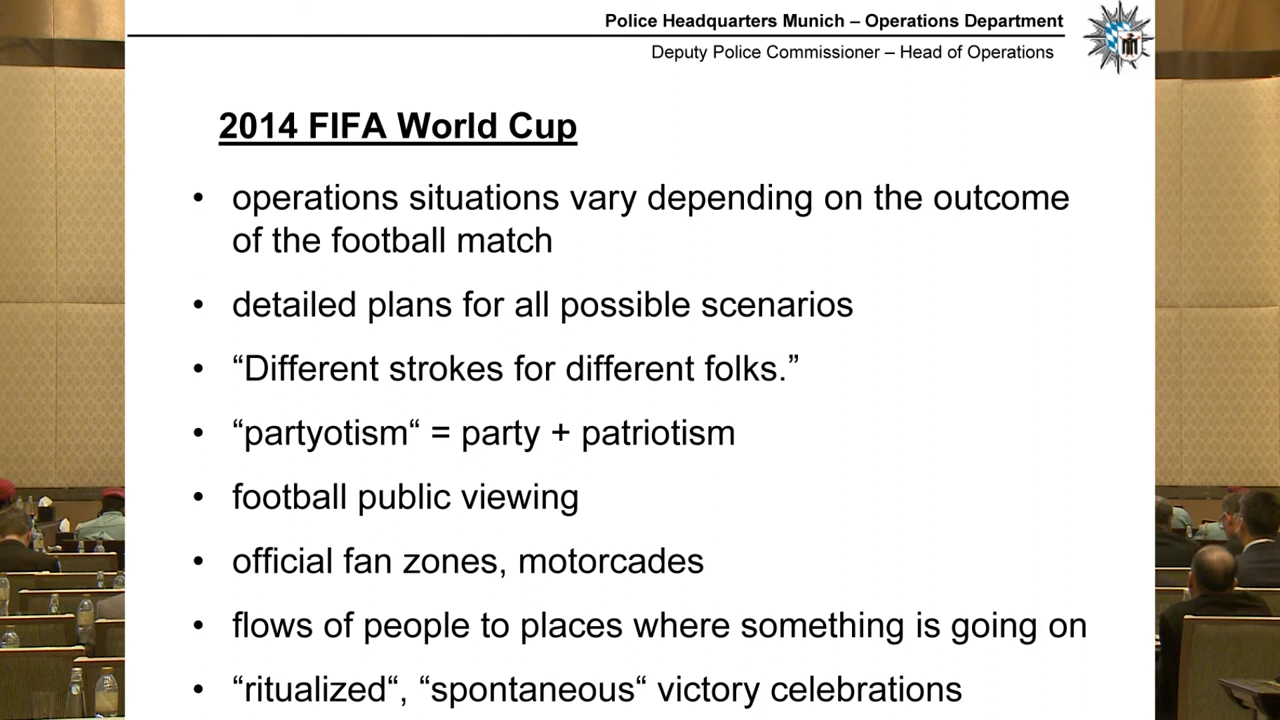 Police Headquarters Munich – Operations Department
Deputy Police Commissioner – Head of Operations
2014 FIFA World Cup
• operations situations vary depending on the outcome
of the football match
• detailed plans for all possible scenarios
• “Different strokes for different folks.”
• “partyotism“ = party + patriotism
• football public viewing
• official fan zones, motorcades
• flows of people to places where something is going on
• “ritualized“, “spontaneous“ victory celebrations